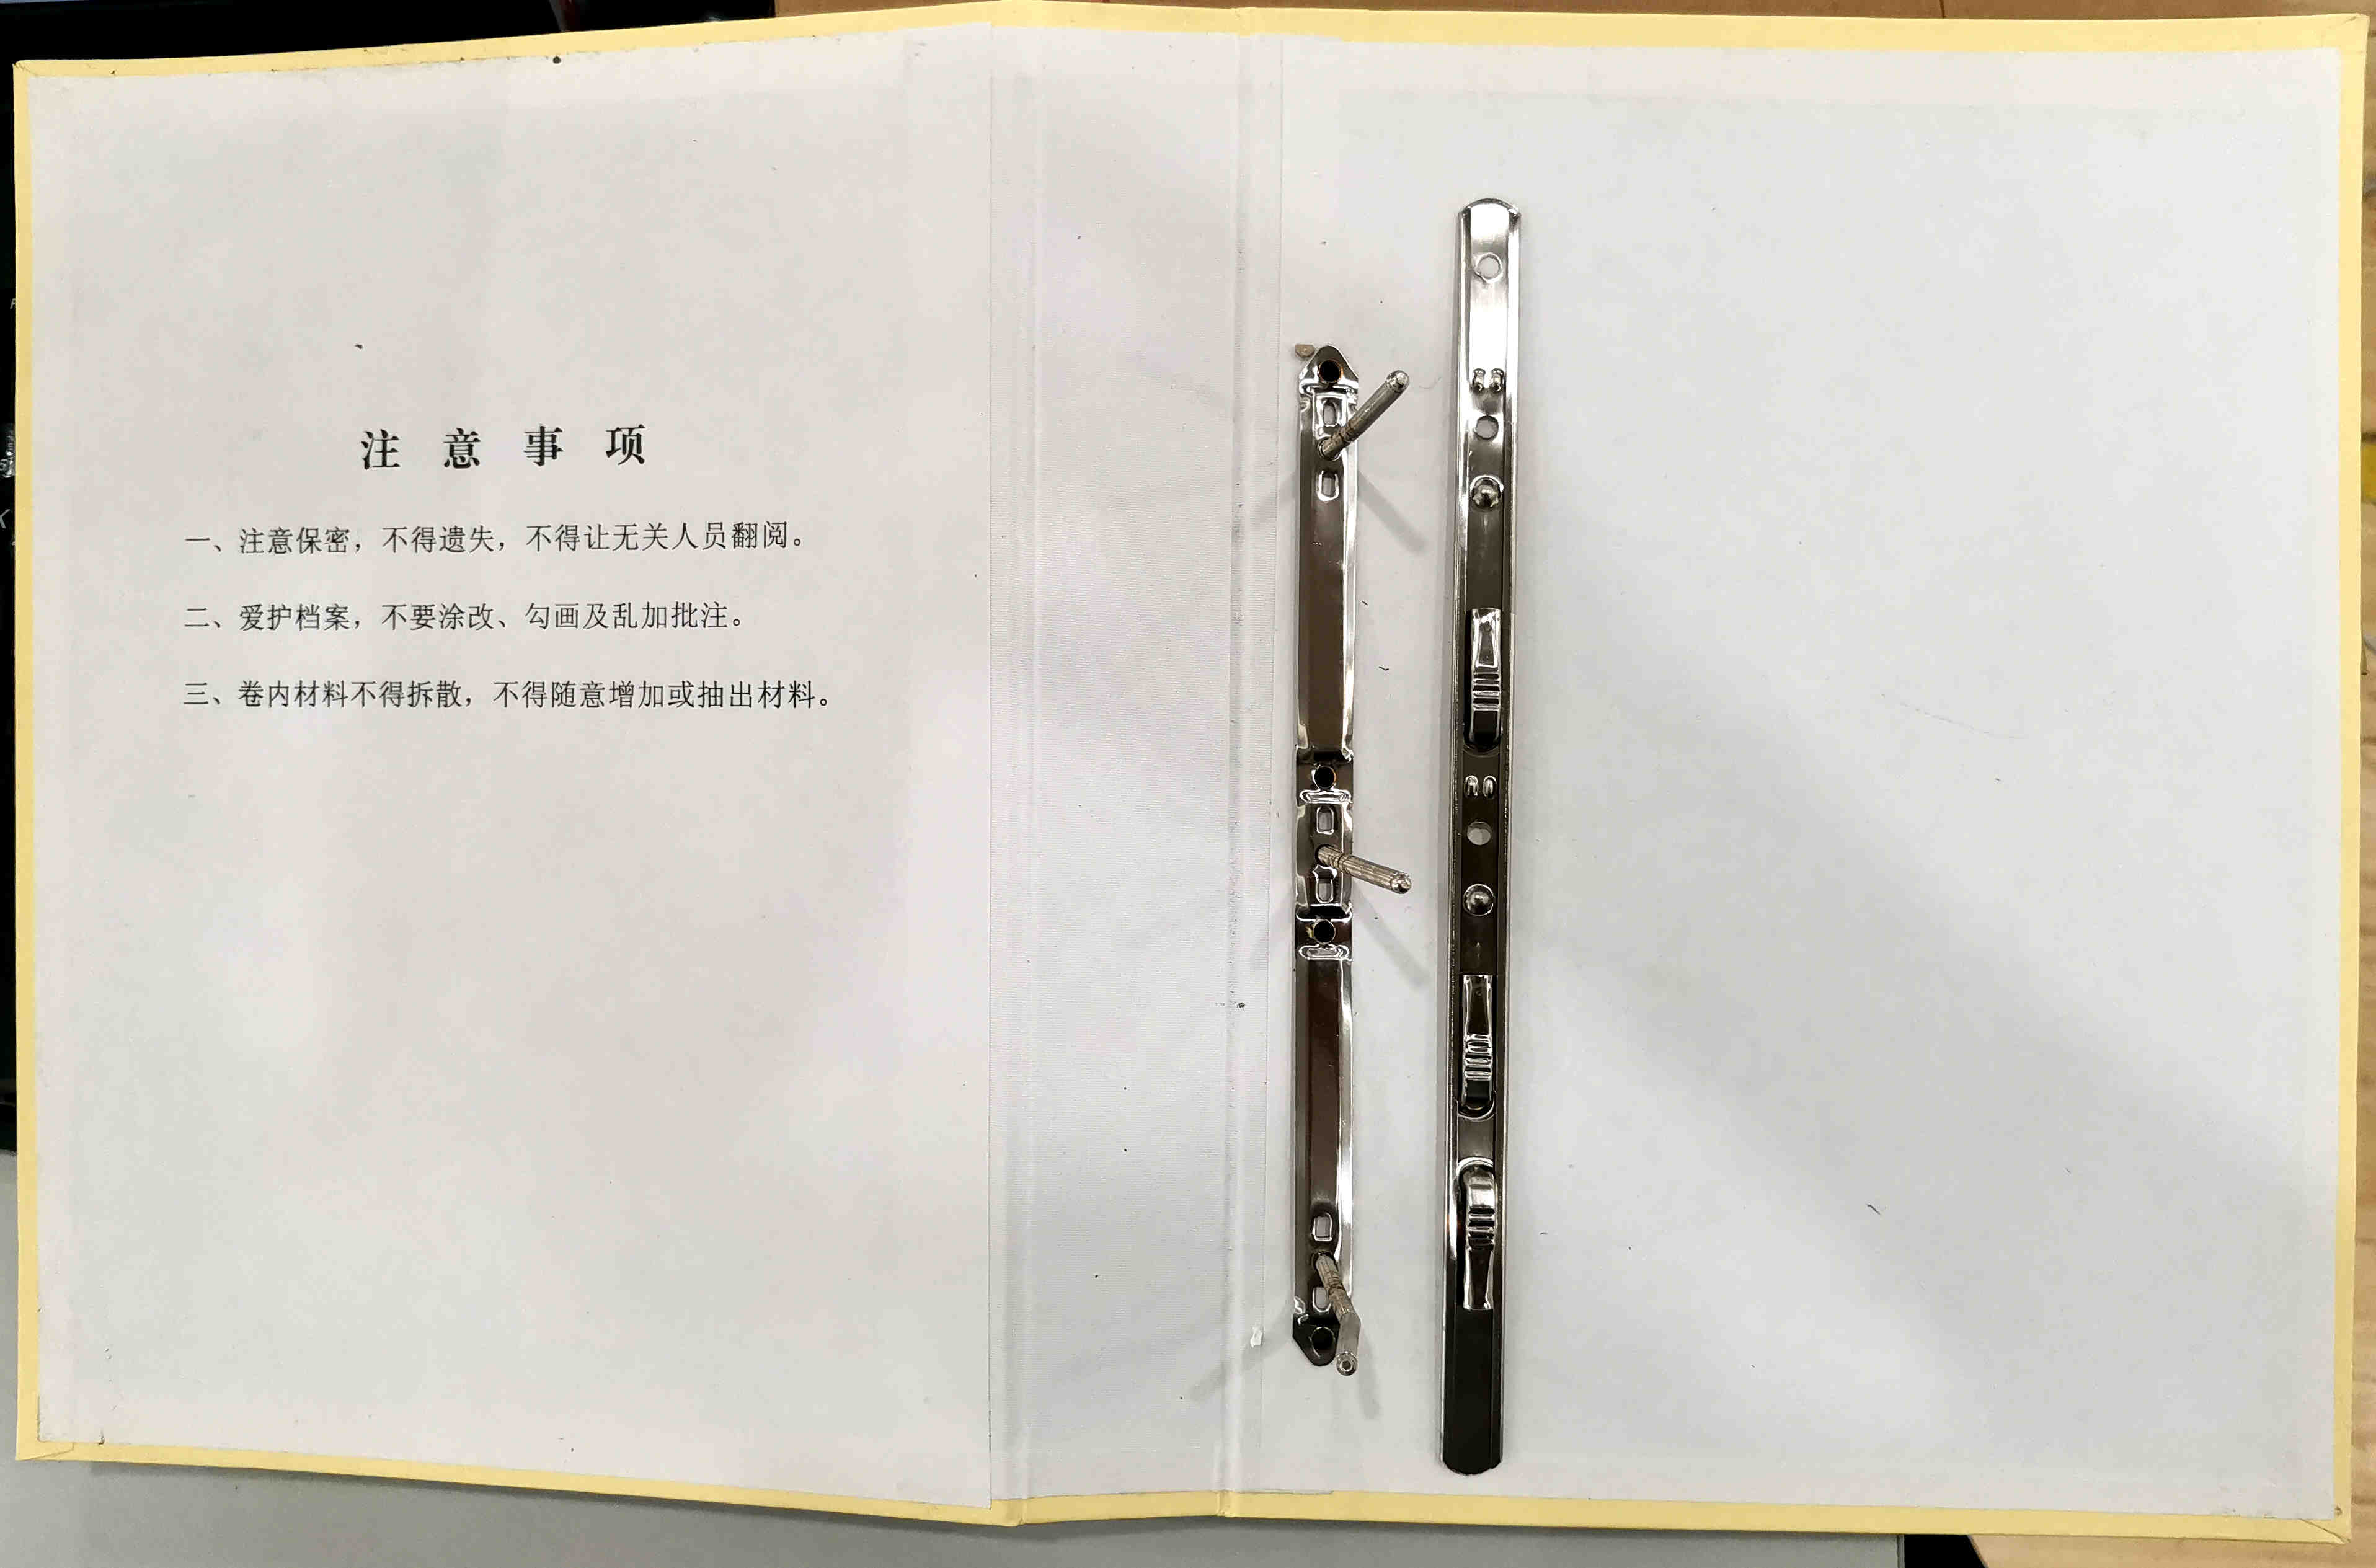 注意事项
一、注意保密，不得遗失，不得让无关人员翻阅。
二、爱护档案，不要涂改、勾画及乱加批注。
三、卷内材料不得拆散，不得随意增加或抽出材料。